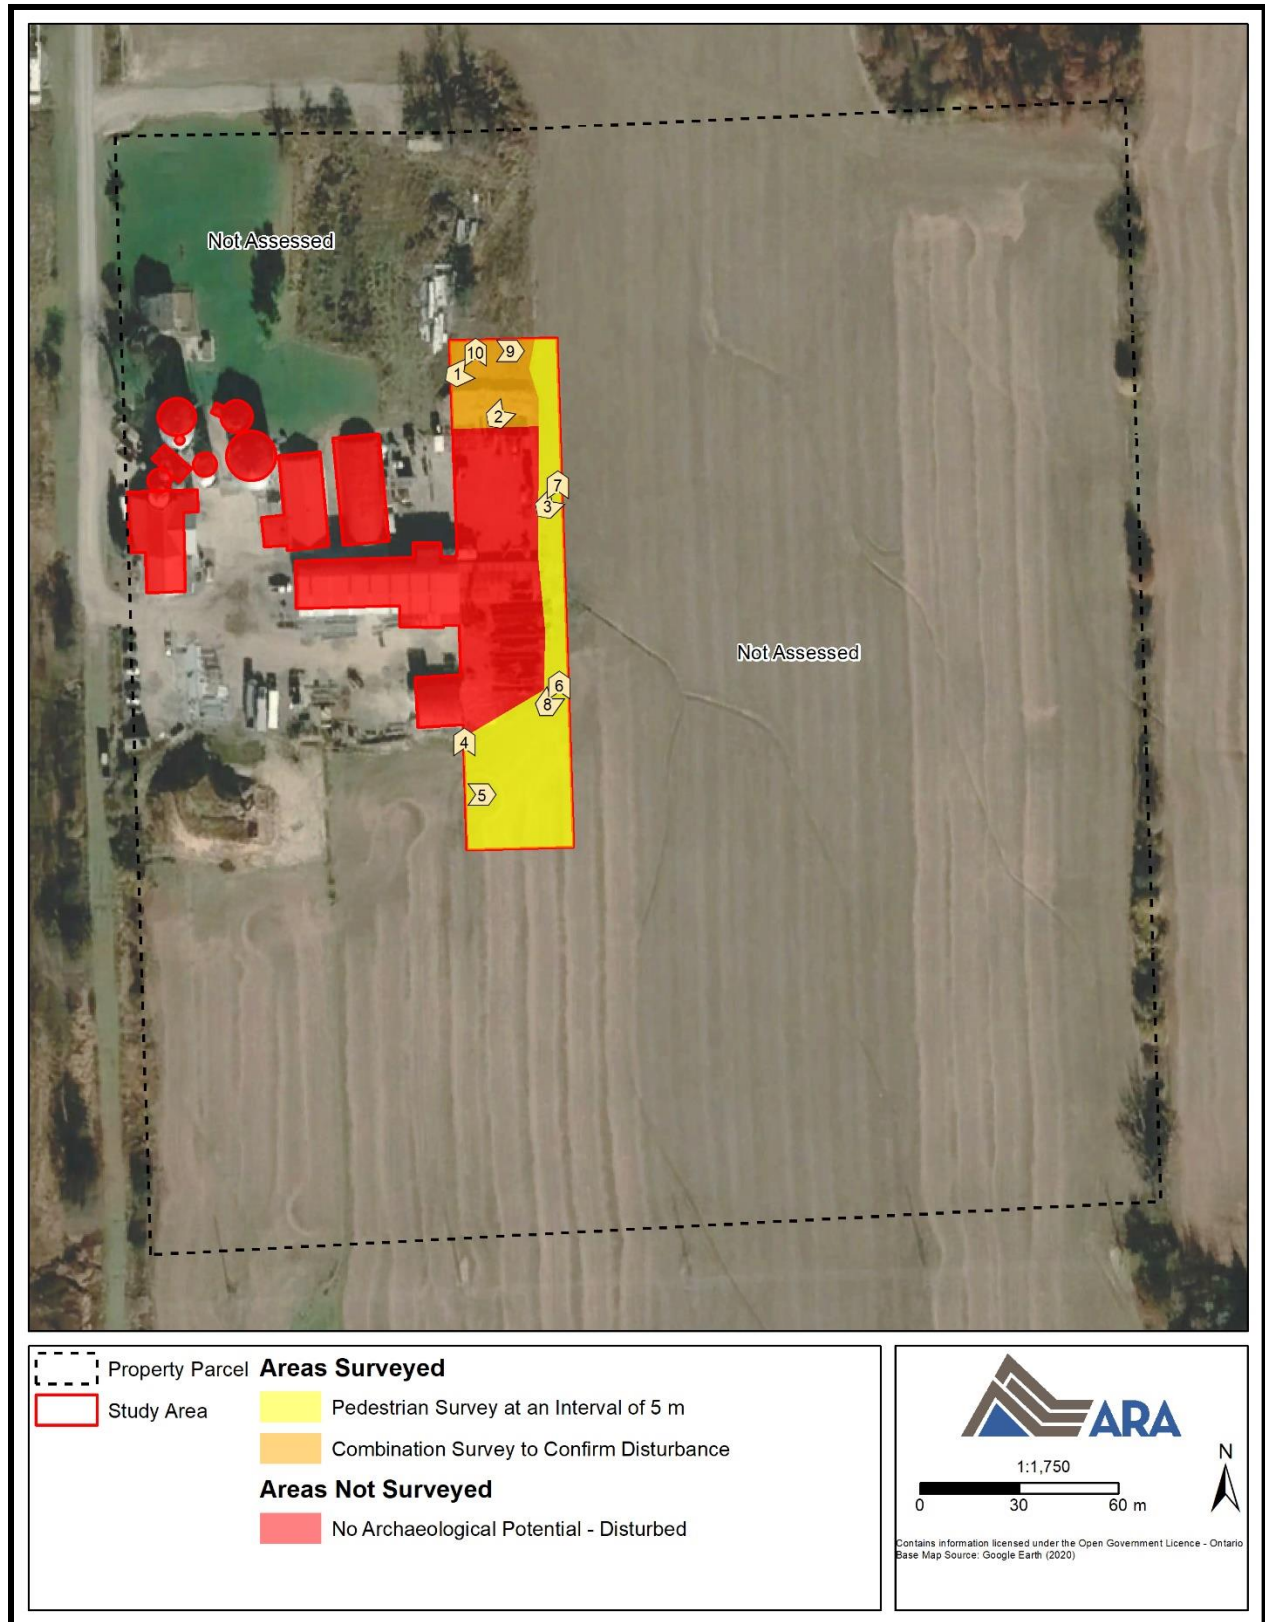 Not Assessed
10
9
1
2
7
3
Not Assessed
6
8
4
5
Property Parcel
Study Area
Areas Surveyed
Pedestrian Survey at an Interval of 5 m
Combination Survey to Confirm Disturbance
Areas Not Surveyed
No Archaeological Potential - Disturbed
ARA
N
1:1,750
0 30 60 m
Contains information licensed under the Open Government Licence - Ontario
Base Map Source: Google Earth (2020)